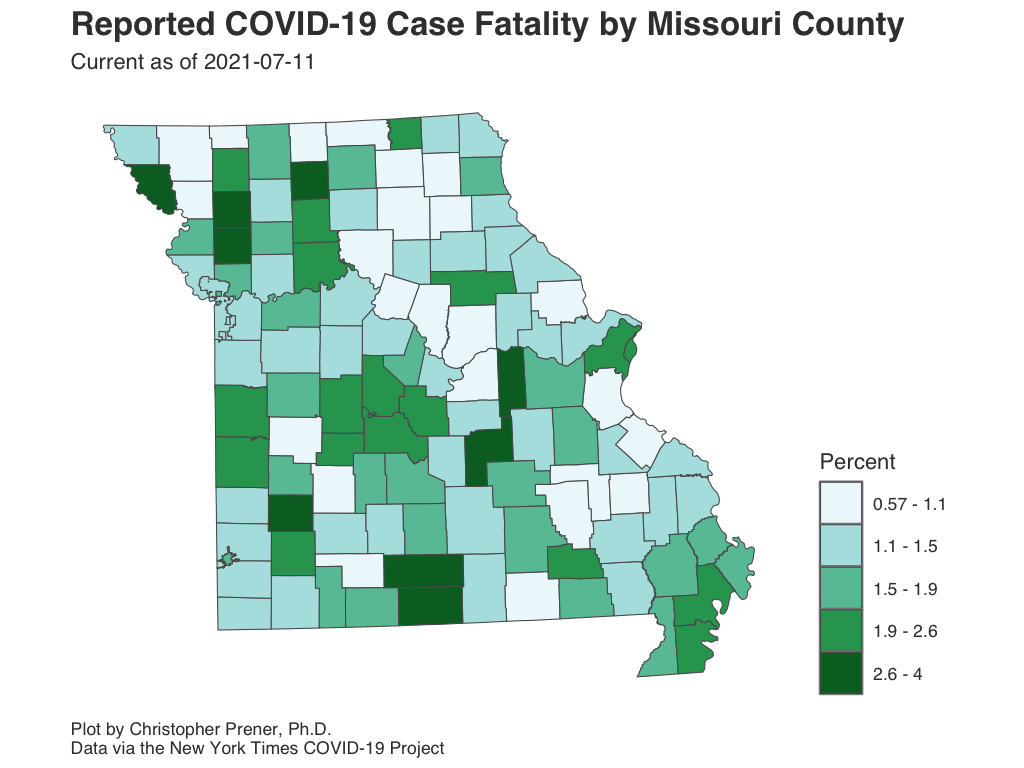 Reported COVID-19 Case Fatality by Missouri County
Current as of 2021-07-11
Percent
0.57 - 1.1
1.1 - 1.5
1.5 - 1.9
1.9 - 2.6
2.6 - 4
Plot by Christopher Prener, Ph.D.
Data via the New York Times COVID-19 Project